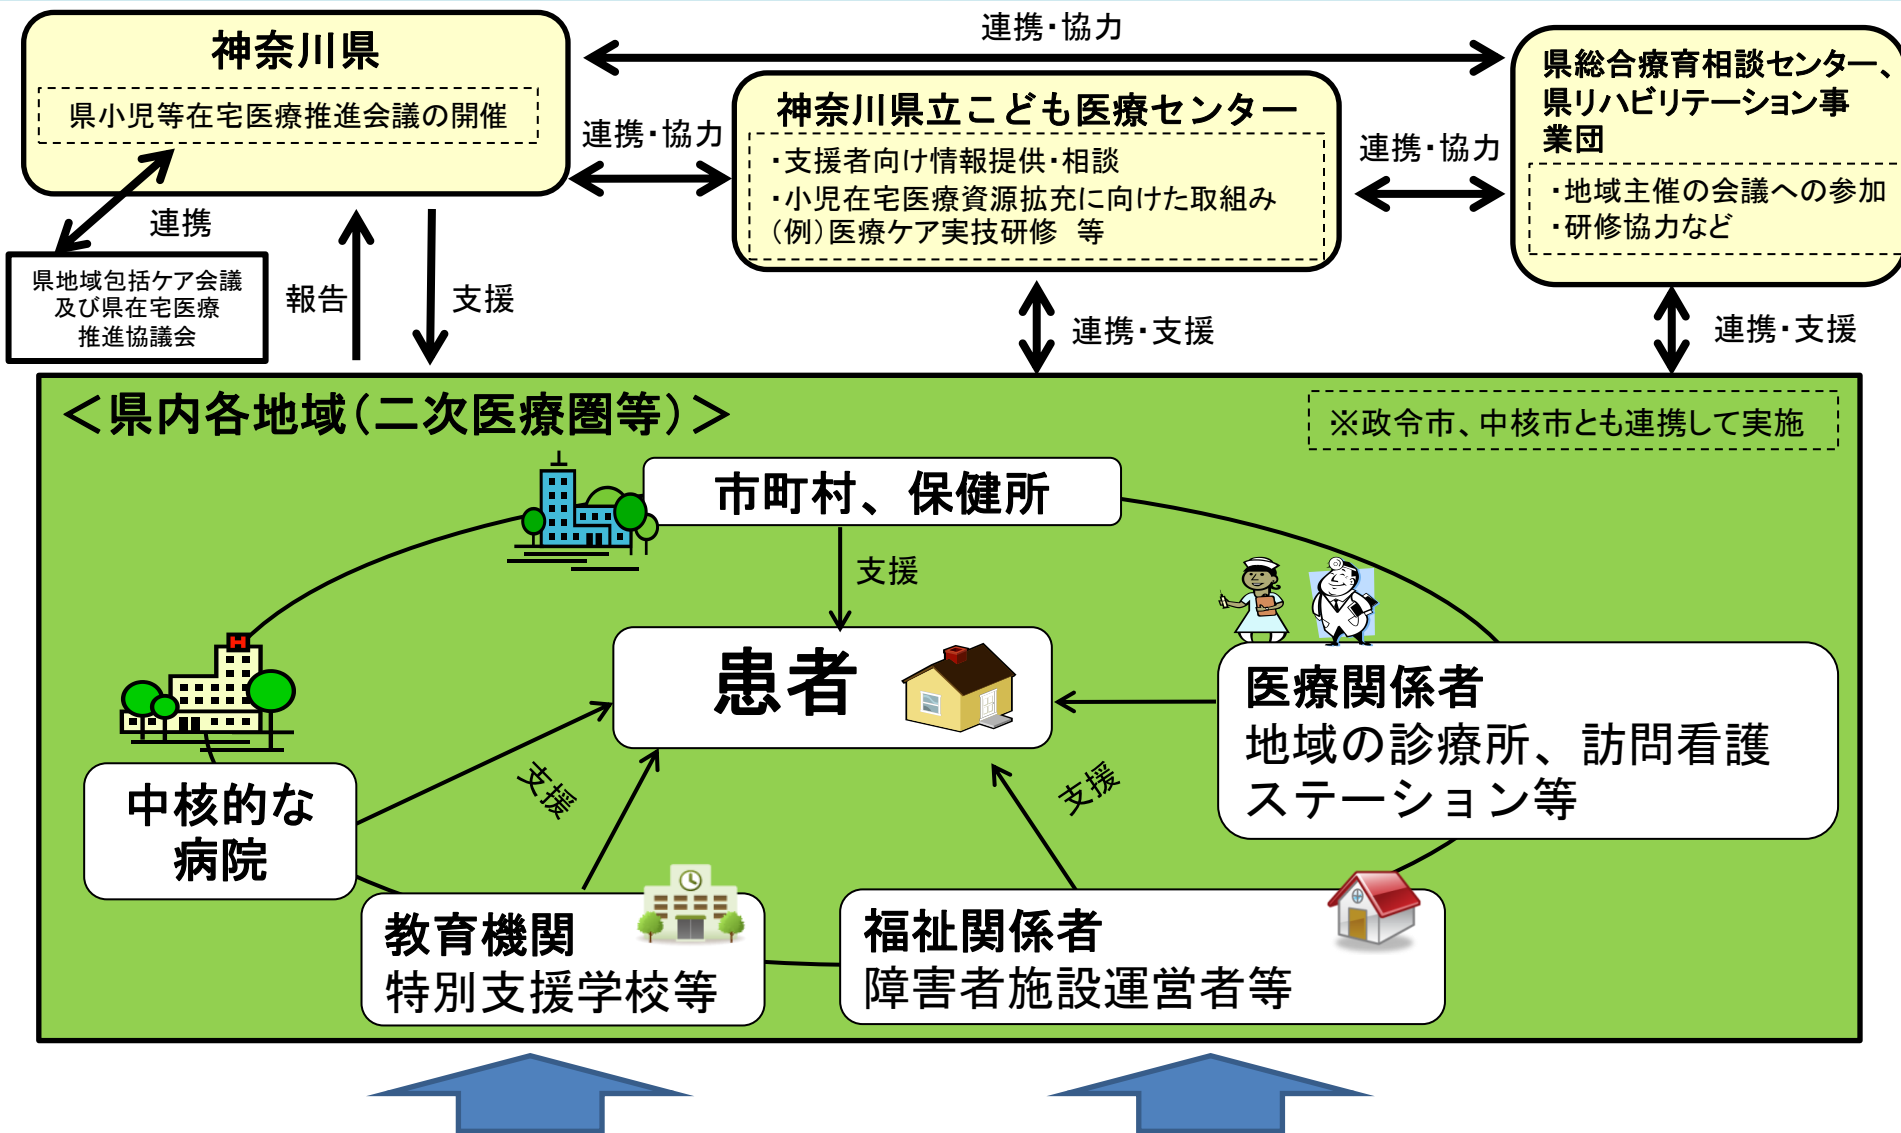 神奈川県
県小児等在宅医療推進会議の開催
連携・協力
県総合療育相談センター、
県リハビリテーション事
業団
・地域主催の会議への参加
・研修協力など
連携・協力
神奈川県立こども医療センター
・支援者向け情報提供・相談
・小児在宅医療資源拡充に向けた取組み
（例）医療ケア実技研修　等
連携・協力
連携
県地域包括ケア会議
及び県在宅医療
推進協議会
報告
支援
連携・支援
連携・支援
＜県内各地域（二次医療圏等）＞
※政令市、中核市とも連携して実施
市町村、保健所
支援
患者
医療関係者
地域の診療所、訪問看護
ステーション等
中核的な
病院
支援
支援
教育機関
特別支援学校等
福祉関係者
障害者施設運営者等
H